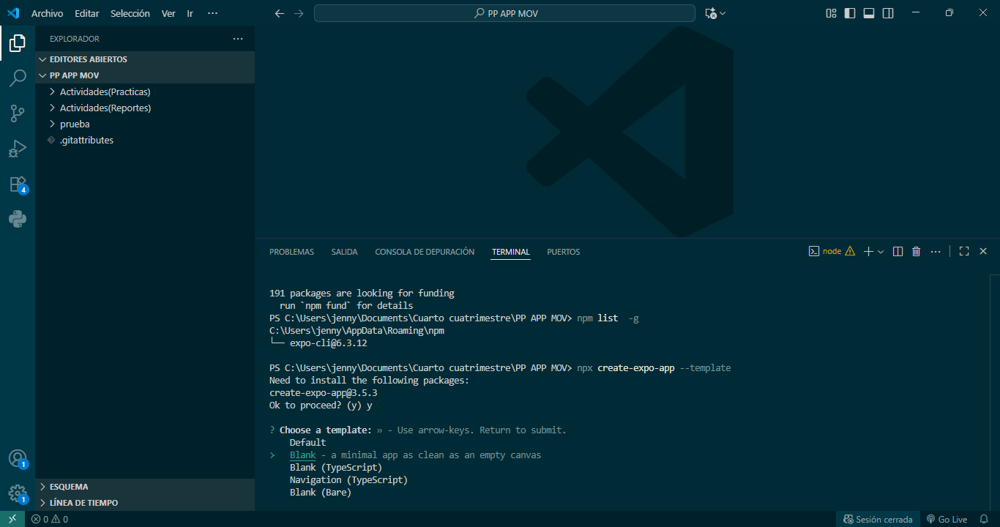 Archivo Editar Selección Ver Ir ···
PP APP MOV
EXPLORADOR
EDITORES ABIERTOS
PP APP MOV
Actividades(Practicas)
Actividades(Reportes)
prueba
.gitattributes
4
1
1
ESQUEMA
LÍNEA DE TIEMPO
PROBLEMAS SALIDA CONSOLA DE DEPURACIÓN TERMINAL PUERTOS
node
191 packages are looking for funding
run `npm fund` for details
PS C:\Users\jenny\Documents\Cuarto cuatrimestre\PP APP MOV> npm list  -g
C:\Users\jenny\AppData\Roaming\npm
└── expo-cli@6.3.12
PS C:\Users\jenny\Documents\Cuarto cuatrimestre\PP APP MOV> npx create-expo-app --template
Need to install the following packages:
create-expo-app@3.5.3
Ok to proceed? (y) y
? Choose a template: » - Use arrow-keys. Return to submit.
Default
> Blank - a minimal app as clean as an empty canvas
Blank (TypeScript)
Navigation (TypeScript)
Blank (Bare)
0 0
Sesión cerrada
Go Live